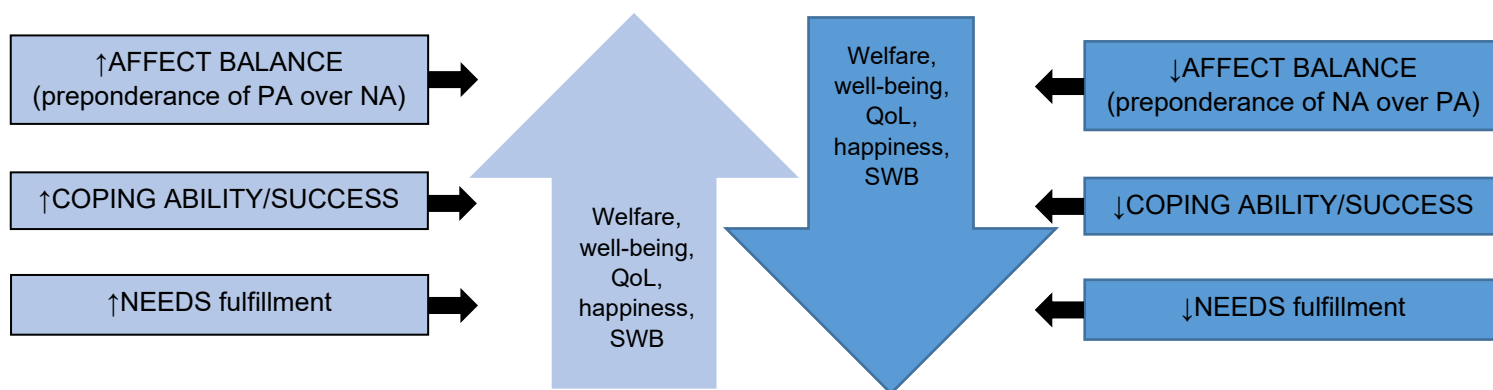 ↑AFFECT BALANCE
(preponderance of PA over NA)
↑COPING ABILITY/SUCCESS
↑NEEDS fulfillment
Welfare,
well-being,
QoL,
happiness,
SWB
Welfare,
well-being,
QoL,
happiness,
SWB
↓AFFECT BALANCE
(preponderance of NA over PA)
↓COPING ABILITY/SUCCESS
↓NEEDS fulfillment